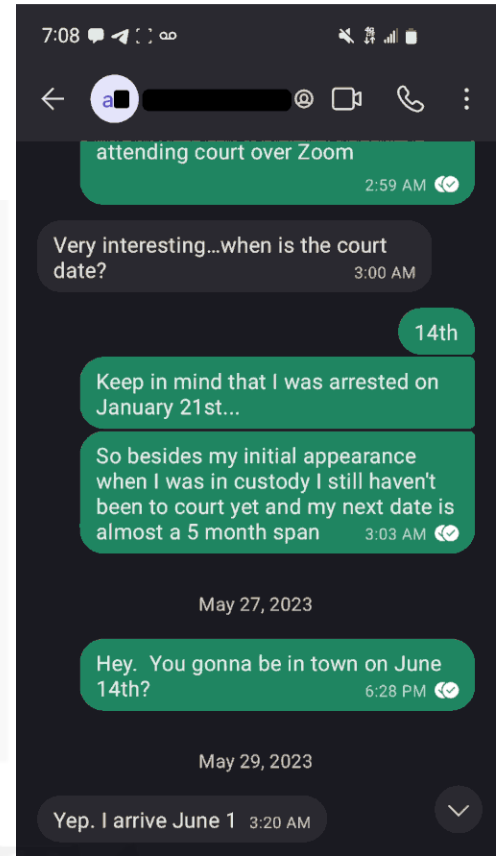 7:08
a
attending court over Zoom
2:59 AM
Very interesting...when is the court
date?
3:00 AM
14th
Keep in mind that I was arrested on
January 21st...
So besides my initial appearance
when I was in custody I still haven't
been to court yet and my next date is
almost a 5 month span
3:03 AM
May 27, 2023
Hey.  You gonna be in town on June
14th?
6:28 PM
May 29, 2023
Yep. I arrive June 1
3:20 AM